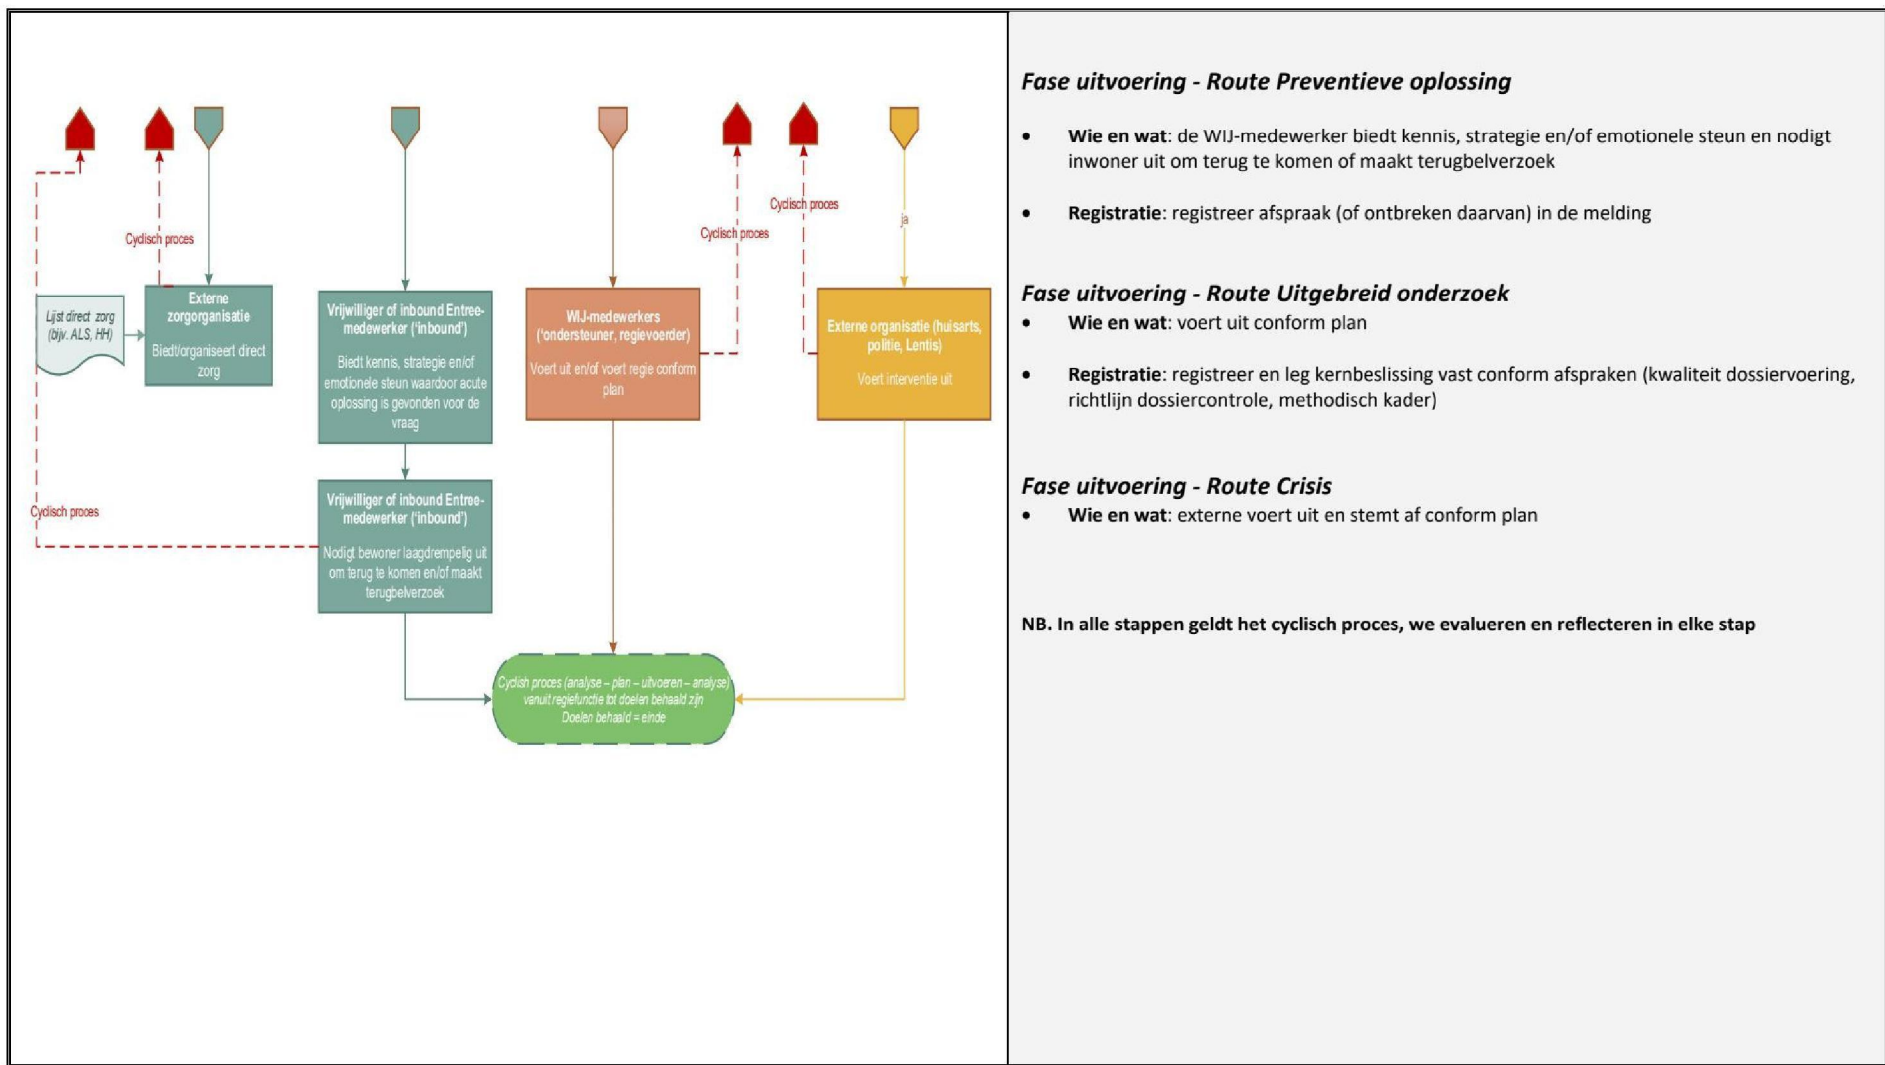 Cyclisch proces
Lijst direct zorg
(bijv. ALS, HH)
Externe
zorgorganisatie
Biedt/organiseert direct
zorg
Cyclisch proces
Vrijwilliger of inbound Entree-
medewerker (‘inbound’)
Biedt kennis, strategie en/of
emotionele steun waardoor acute
oplossing is gevonden voor de
vraag
Vrijwilliger of inbound Entree-
medewerker (‘inbound’)
Nodigt bewoner laagdrempelig uit
om terug te komen en/of maakt
terugbelverzoek
WIJ-medewerkers
(‘ondersteuner, regievoerder)
Voert uit en/of voert regie conform
plan
Cyclisch proces
Cyclisch proces
ja
Externe organisatie (huisarts,
politie, Lentis)
Voert interventie uit
Cyclish proces (analyse – plan – uitvoeren – analyse)
vanuit regiefunctie tot doelen behaald zijn
Doelen behaald = einde
Fase uitvoering - Route Preventieve oplossing
• Wie en wat: de WIJ-medewerker biedt kennis, strategie en/of emotionele steun en nodigt
inwoner uit om terug te komen of maakt terugbelverzoek
• Registratie: registreer afspraak (of ontbreken daarvan) in de melding
Fase uitvoering - Route Uitgebreid onderzoek
• Wie en wat: voert uit conform plan
• Registratie: registreer en leg kernbeslissing vast conform afspraken (kwaliteit dossiervoering,
richtlijn dossiercontrole, methodisch kader)
Fase uitvoering - Route Crisis
• Wie en wat: externe voert uit en stemt af conform plan
NB. In alle stappen geldt het cyclisch proces, we evalueren en reflecteren in elke stap